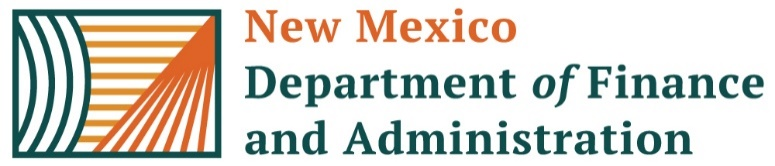 New Mexico
Department of Finance
and Administration